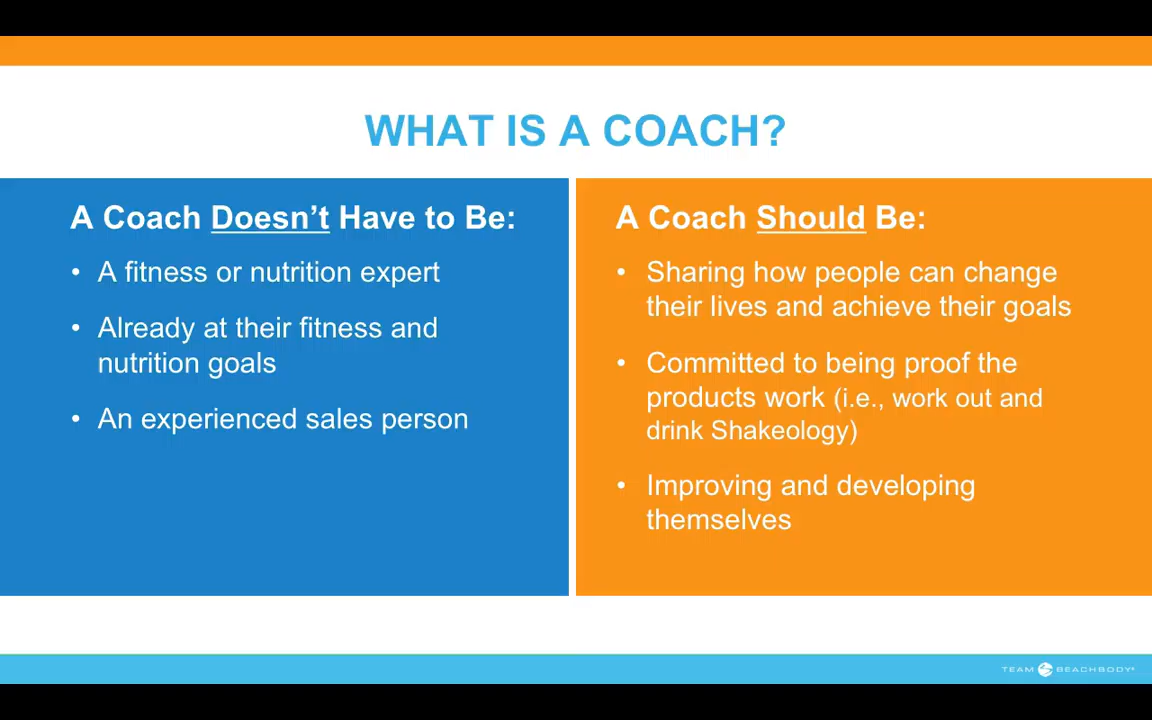 WHAT IS A COACH?
A Coach Doesn’t Have to Be:
• A fitness or nutrition expert
• Already at their fitness and
nutrition goals
• An experienced sales person
A Coach Should Be:
• Sharing how people can change
their lives and achieve their goals
• Committed to being proof the
products work (i.e., work out and
drink Shakeology)
• Improving and developing
themselves
TEAM BEACHBODY®